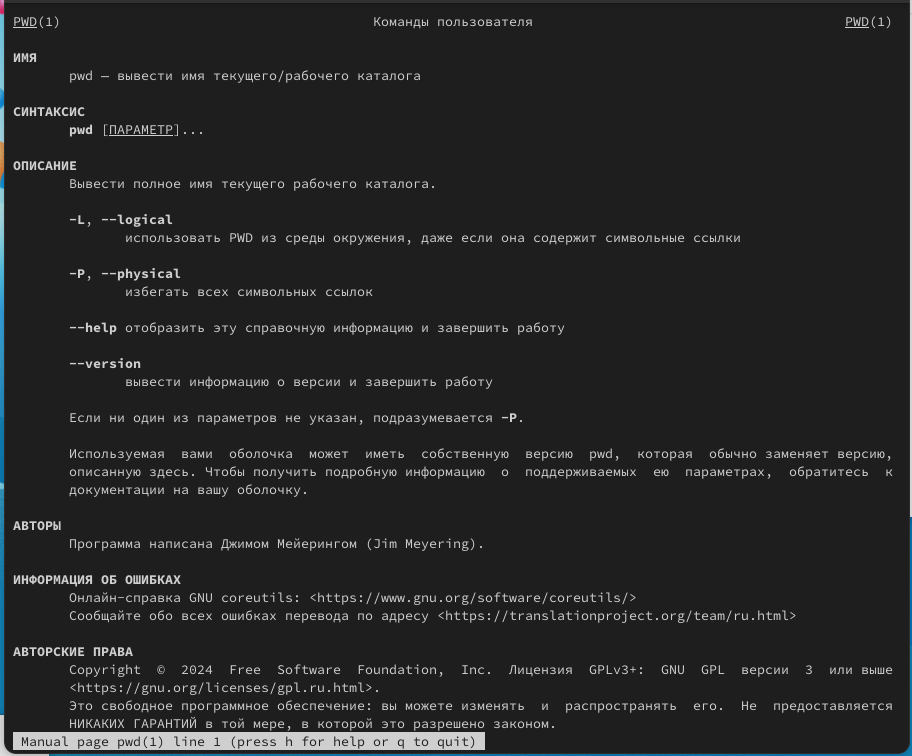 PWD(1) Команды пользователя PWD(1)
ИМЯ
pwd — вывести имя текущего/рабочего каталога
СИНТАКСИС
pwd [ПАРАМЕТР]...
ОПИСАНИЕ
Вывести полное имя текущего рабочего каталога.
-L, --logical
использовать PWD из среды окружения, даже если она содержит символьные ссылки
-P, --physical
избегать всех символьных ссылок
--help отобразить эту справочную информацию и завершить работу
--version
вывести информацию о версии и завершить работу
Если ни один из параметров не указан, подразумевается -P.
Используемая вами оболочка может иметь собственную версию pwd, которая обычно заменяет версию,
описанную здесь. Чтобы получить подробную информацию о поддерживаемых ею параметрах, обратитесь к
документации на вашу оболочку.
АВТОРЫ
Программа написана Джимом Мейерингом (Jim Meyering).
ИНФОРМАЦИЯ ОБ ОШИБКАХ
Онлайн-справка GNU coreutils: <https://www.gnu.org/software/coreutils/>
Сообщайте обо всех ошибках перевода по адресу <https://translationproject.org/team/ru.html>
АВТОРСКИЕ ПРАВА
Copyright © 2024 Free Software Foundation, Inc. Лицензия GPLv3+: GNU GPL версии 3 или выше
<https://gnu.org/licenses/gpl.ru.html>.
Это свободное программное обеспечение: вы можете изменять и распространять его. Не предоставляется
НИКАКИХ ГАРАНТИЙ в той мере, в которой это разрешено законом.
Manual page pwd(1) line 1 (press h for help or q to quit)